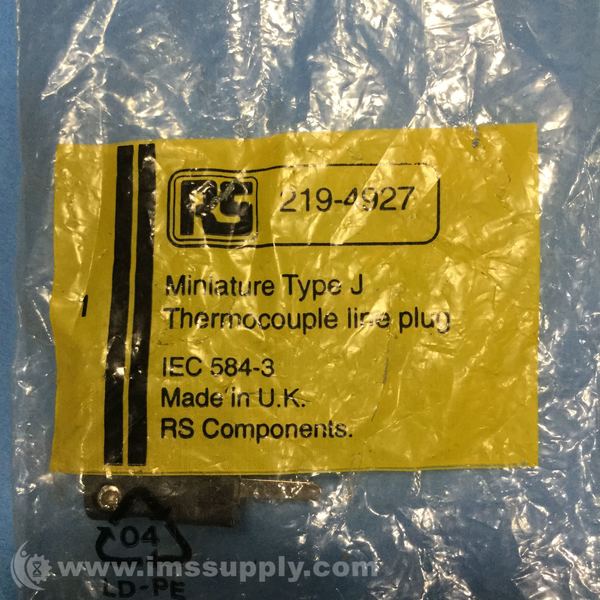 RS 219-4927
1
Miniature Type J
Thermocouple line plug
IEC 584-3
Made in U.K.
RS Components.
04
LD-PE
www.imssupply.com